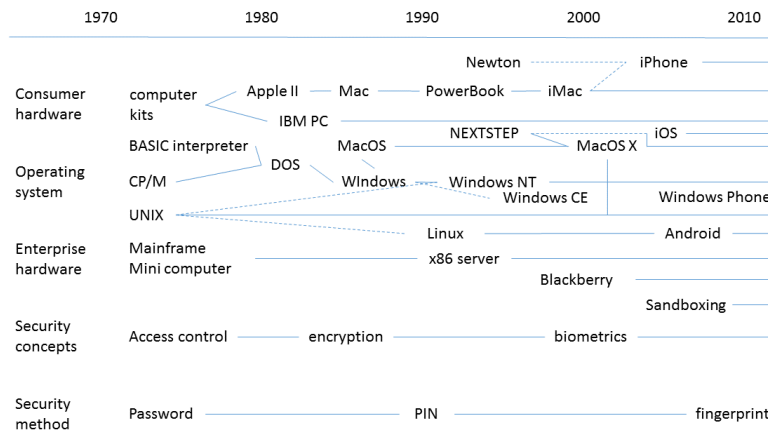 1970 1980 1990 2000 2010
Newton iPhone
Consumer hardware
computer kits
Apple II Mac PowerBook iMac
IBM PC
NEXTSTEP iOS
BASIC interpreter MacOS MacOS X
Operating system
DOS
CP/M WIndows Windows NT
Windows CE Windows Phone
UNIX
Linux Android
Enterprise hardware
Mainframe
Mini computer
x86 server
Blackberry
Sandboxing
Security concepts
Access control encryption biometrics
Security method
Password PIN fingerprint